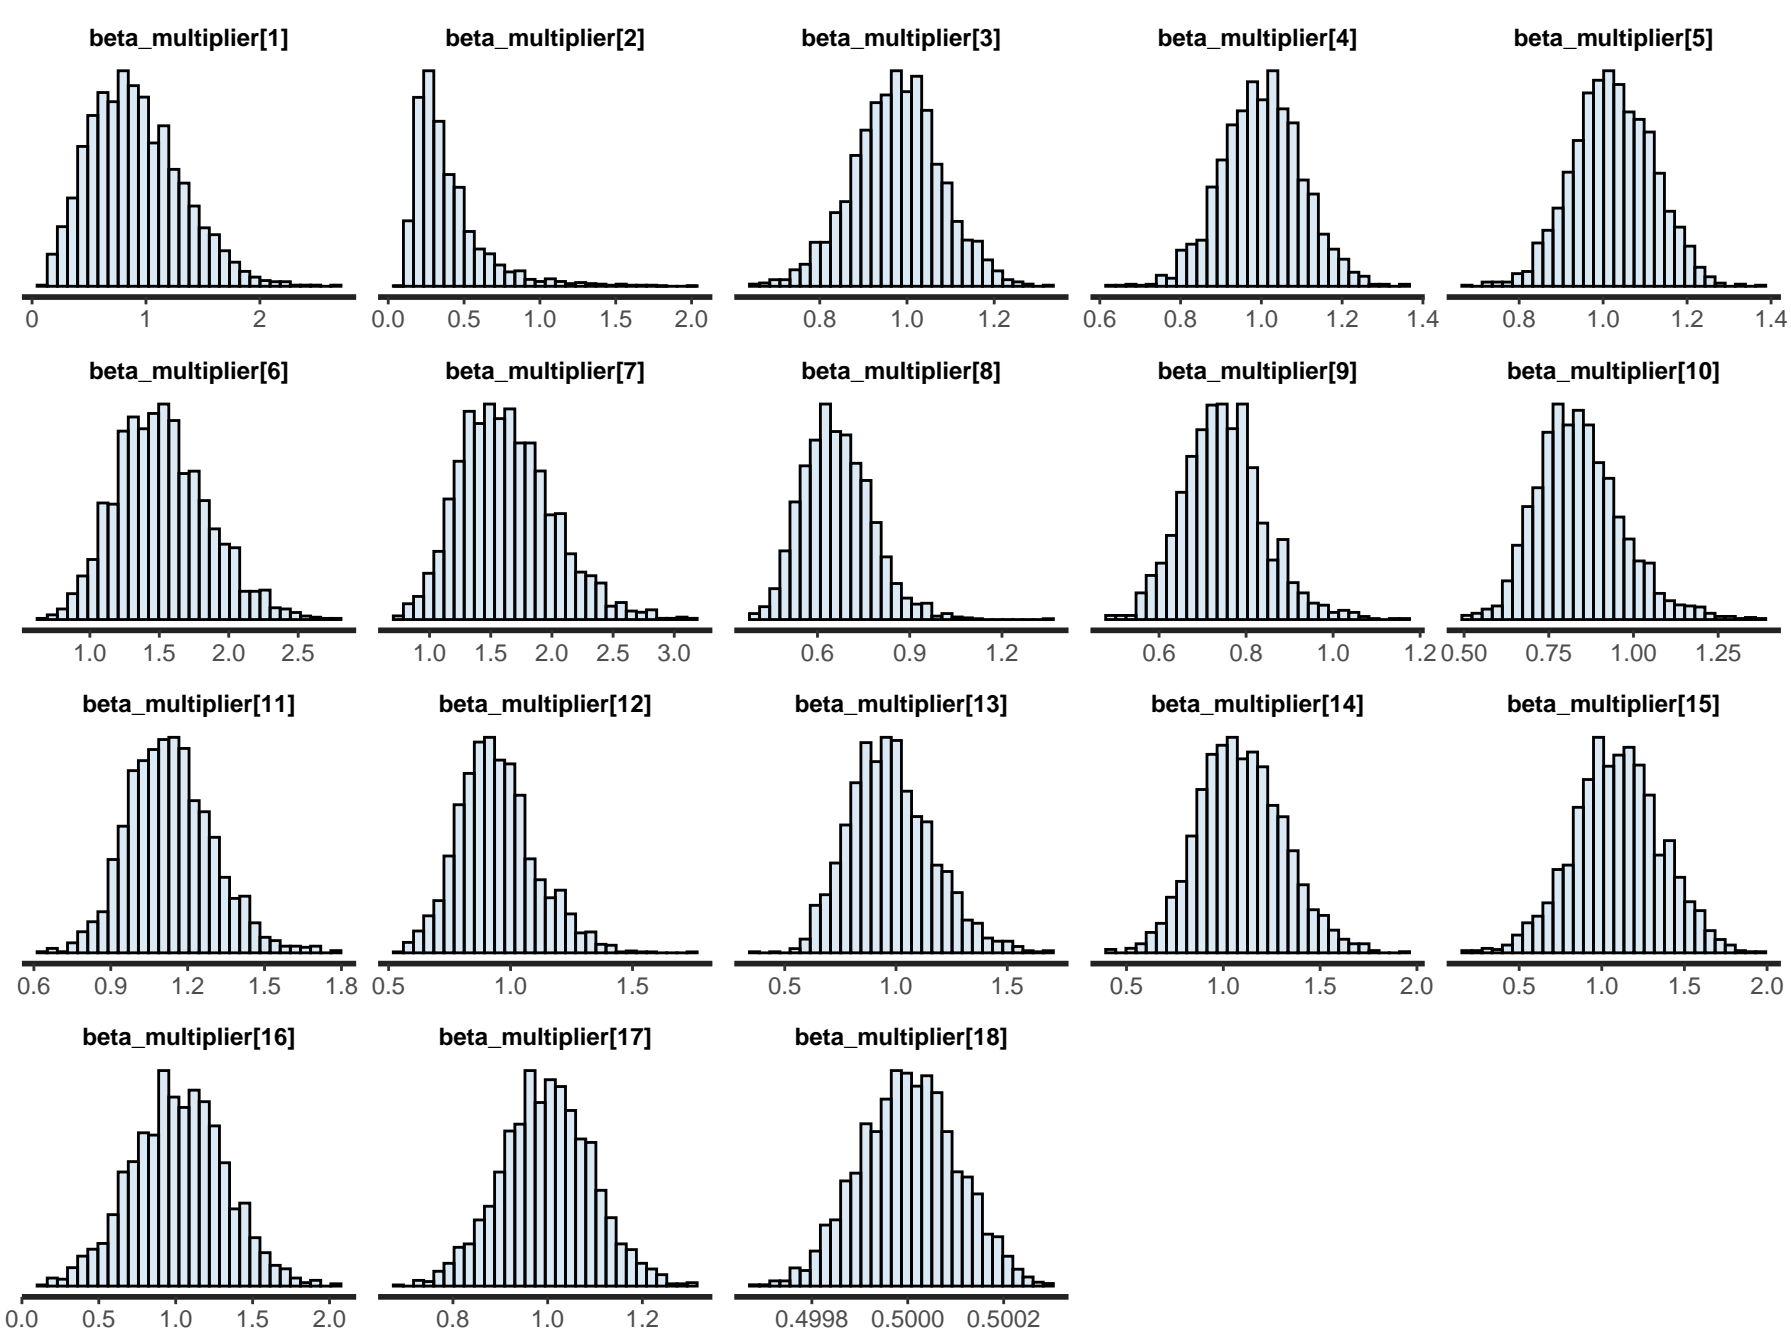 beta_multiplier[1] beta_multiplier[2] beta_multiplier[3] beta_multiplier[4] beta_multiplier[5]
0 1 2 0.0 0.5 1.0 1.5 2.0 0.8 1.0 1.2 0.6 0.8 1.0 1.2 1.4 0.8 1.0 1.2 1.4
beta_multiplier[6] beta_multiplier[7] beta_multiplier[8] beta_multiplier[9] beta_multiplier[10]
1.0 1.5 2.0 2.5 1.0 1.5 2.0 2.5 3.0 0.6 0.9 1.2 0.6 0.8 1.0 1.2 0.50 0.75 1.00 1.25
beta_multiplier[11] beta_multiplier[12] beta_multiplier[13] beta_multiplier[14] beta_multiplier[15]
0.6 0.9 1.2 1.5 1.8 0.5 1.0 1.5 0.5 1.0 1.5 0.5 1.0 1.5 2.0 0.5 1.0 1.5 2.0
beta_multiplier[16] beta_multiplier[17] beta_multiplier[18]
0.0 0.5 1.0 1.5 2.0 0.8 1.0 1.2 0.4998 0.5000 0.5002